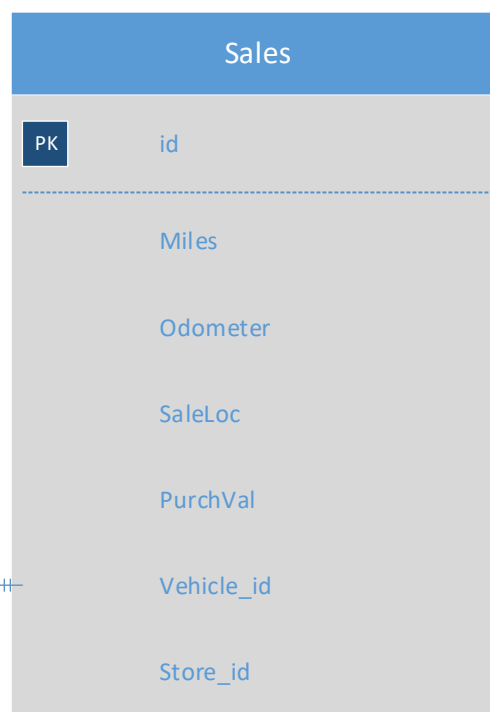 Sales
PK id
Miles
Odometer
SaleLoc
PurchVal
Vehicle_id
Store_id